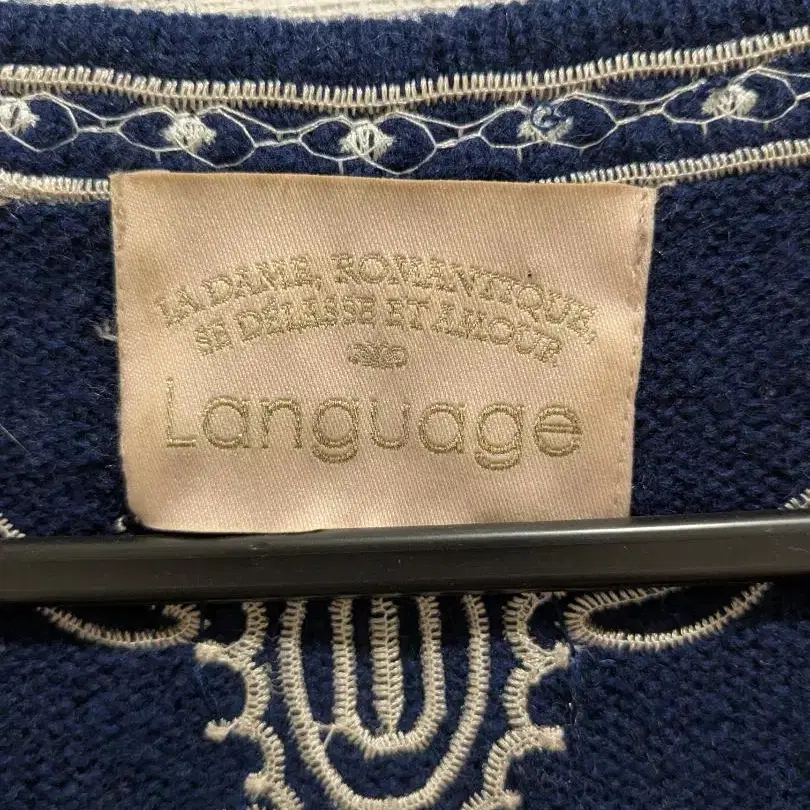 LA DAME, ROMANTIQUE,
SE DÉLASSE ET AMOUR
Language